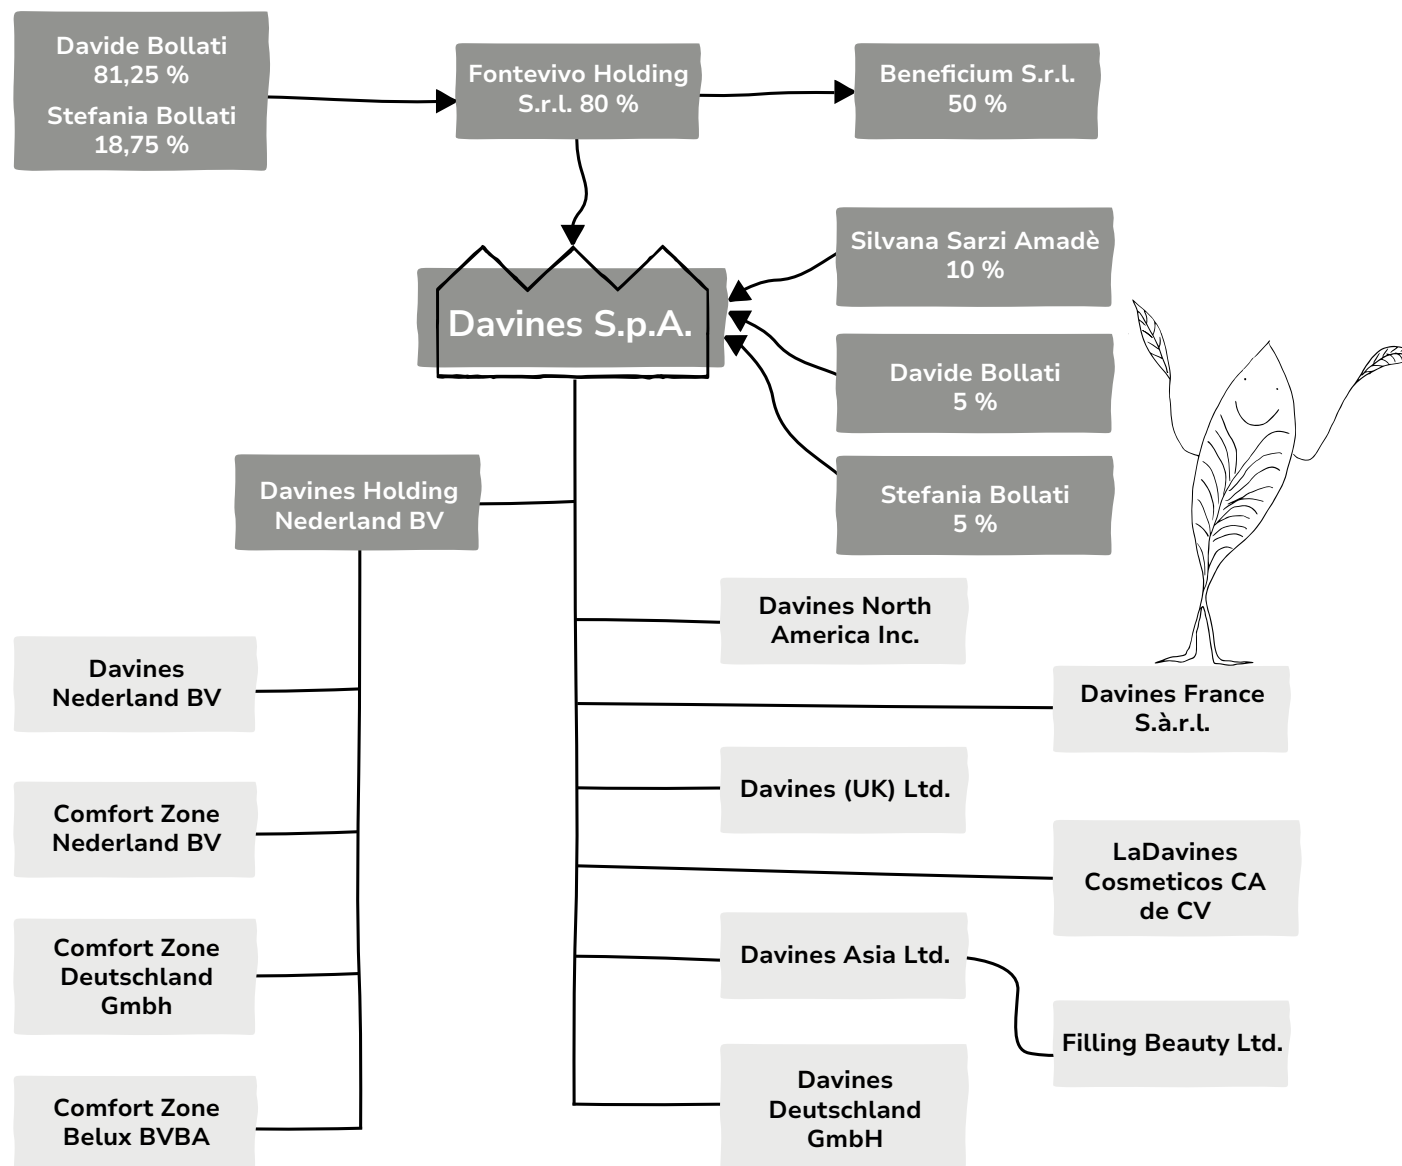 Davide Bollati
81,25 %
Stefania Bollati
18,75 %
Fontevivo Holding
S.r.l. 80 %
Beneficium S.r.l.
50 %
Davines S.p.A.
Silvana Sarzi Amadè
10 %
Davide Bollati
5 %
Stefania Bollati
5 %
Davines Holding
Nederland BV
Davines
Nederland BV
Comfort Zone
Nederland BV
Comfort Zone
Deutschland
Gmbh
Comfort Zone
Belux BVBA
Davines North
America Inc.
Davines France
S.à.r.l.
Davines (UK) Ltd.
LaDavines
Cosmeticos CA
de CV
Davines Asia Ltd.
Filling Beauty Ltd.
Davines
Deutschland
GmbH